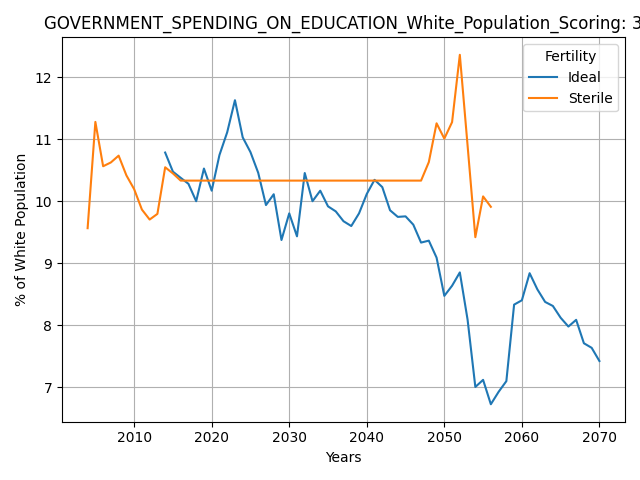 GOVERNMENT_SPENDING_ON_EDUCATION_White_Population_Scoring: 3
Fertility
Ideal
Sterile
% of White Population
12
11
10
9
8
7
2010 2020 2030 2040 2050 2060 2070
Years